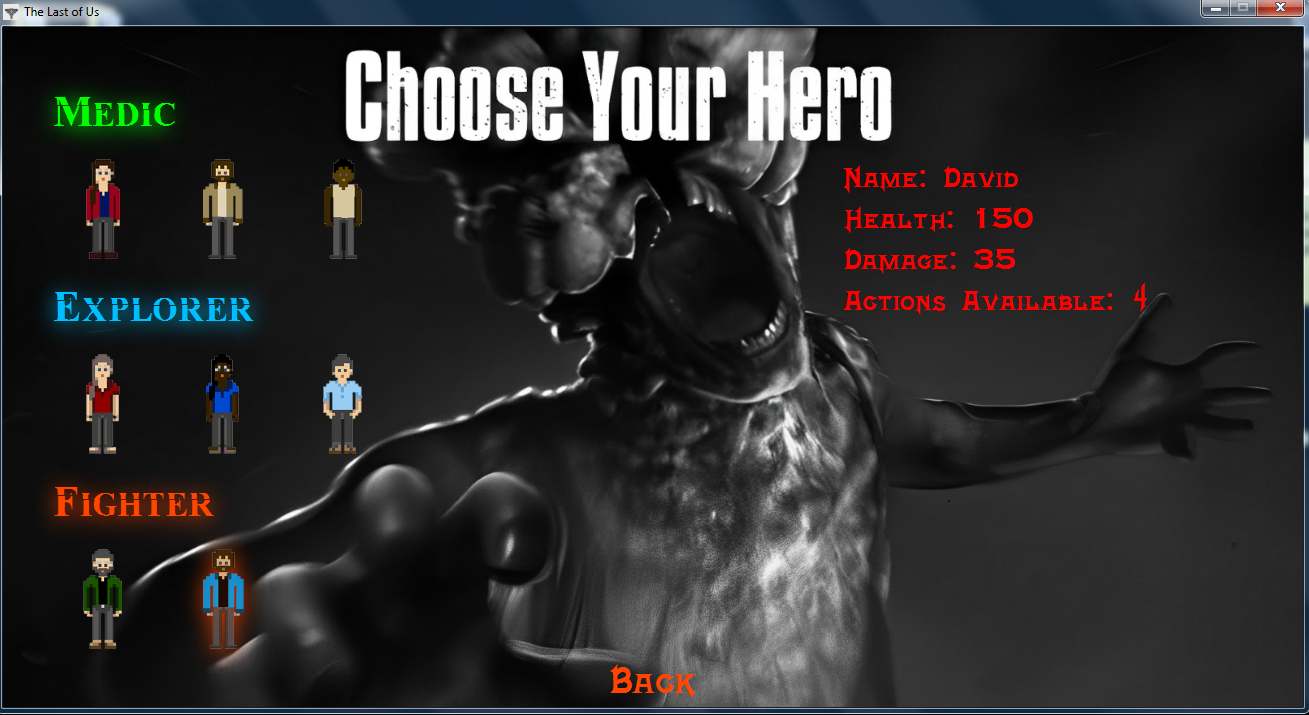 The Last of Us
Choose Your Hero
Medic
Explorer
Fighter
Name: David
Health: 150
Damage: 35
Actions Available: 4
Back